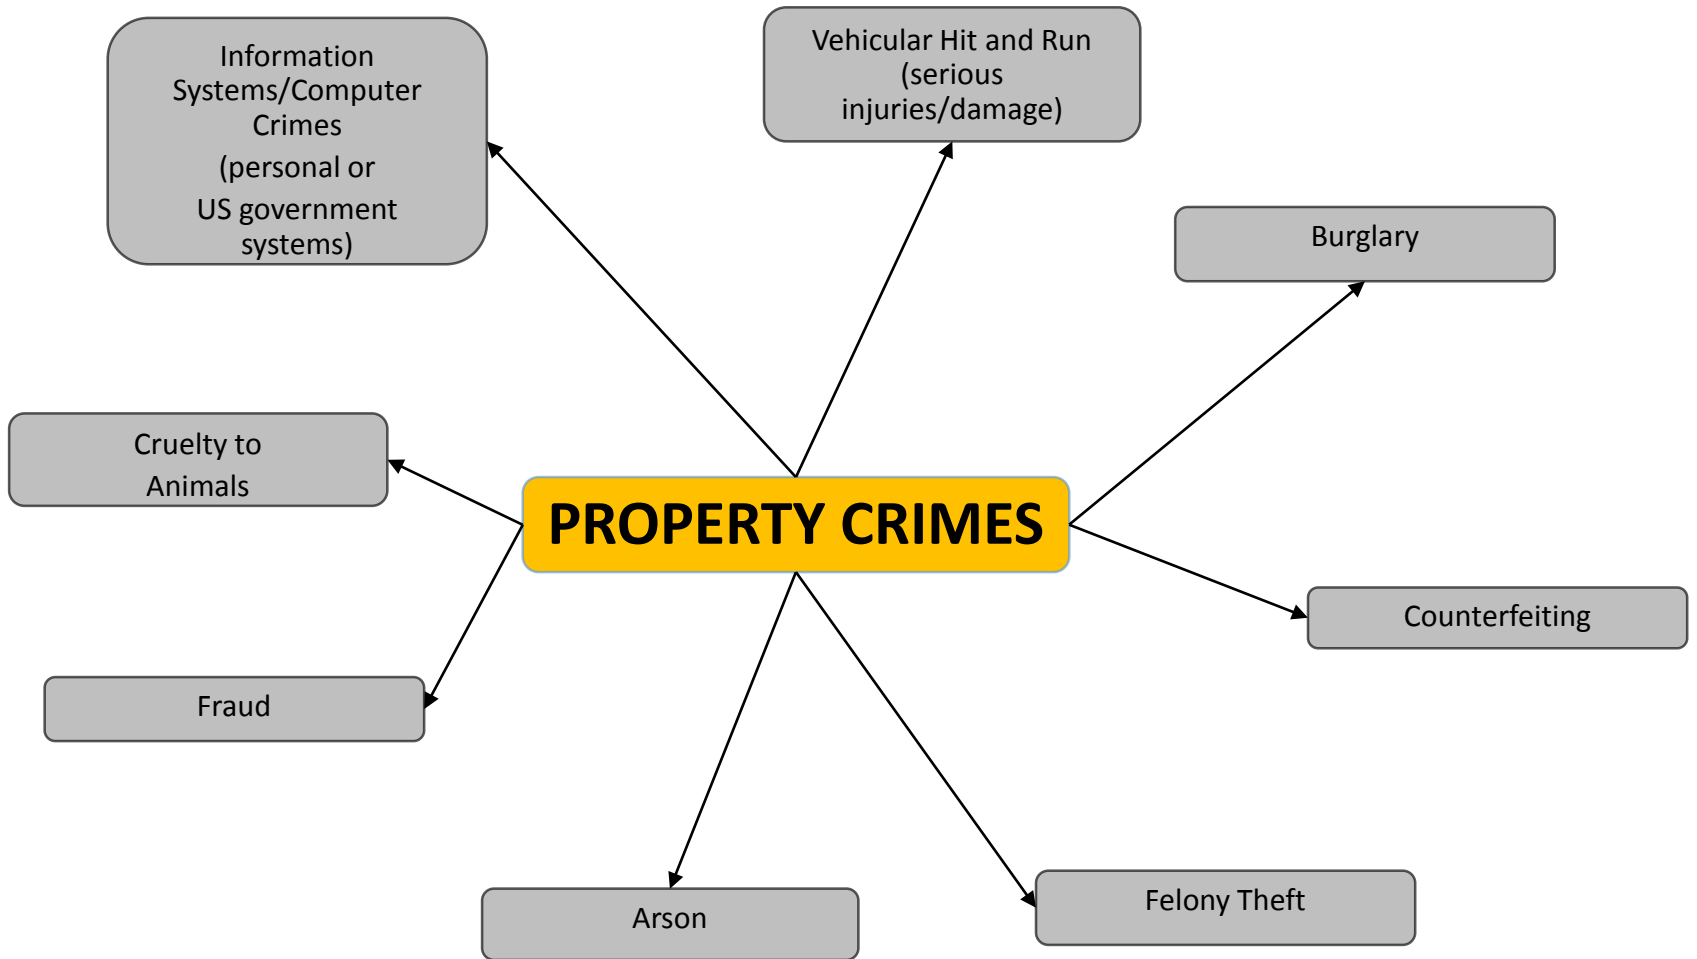 Information
Systems/Computer
Crimes
(personal or
US government
systems)
Vehicular Hit and Run
(serious
injuries/damage)
Burglary
Cruelty to
Animals
PROPERTY CRIMES
Counterfeiting
Fraud
Felony Theft
Arson